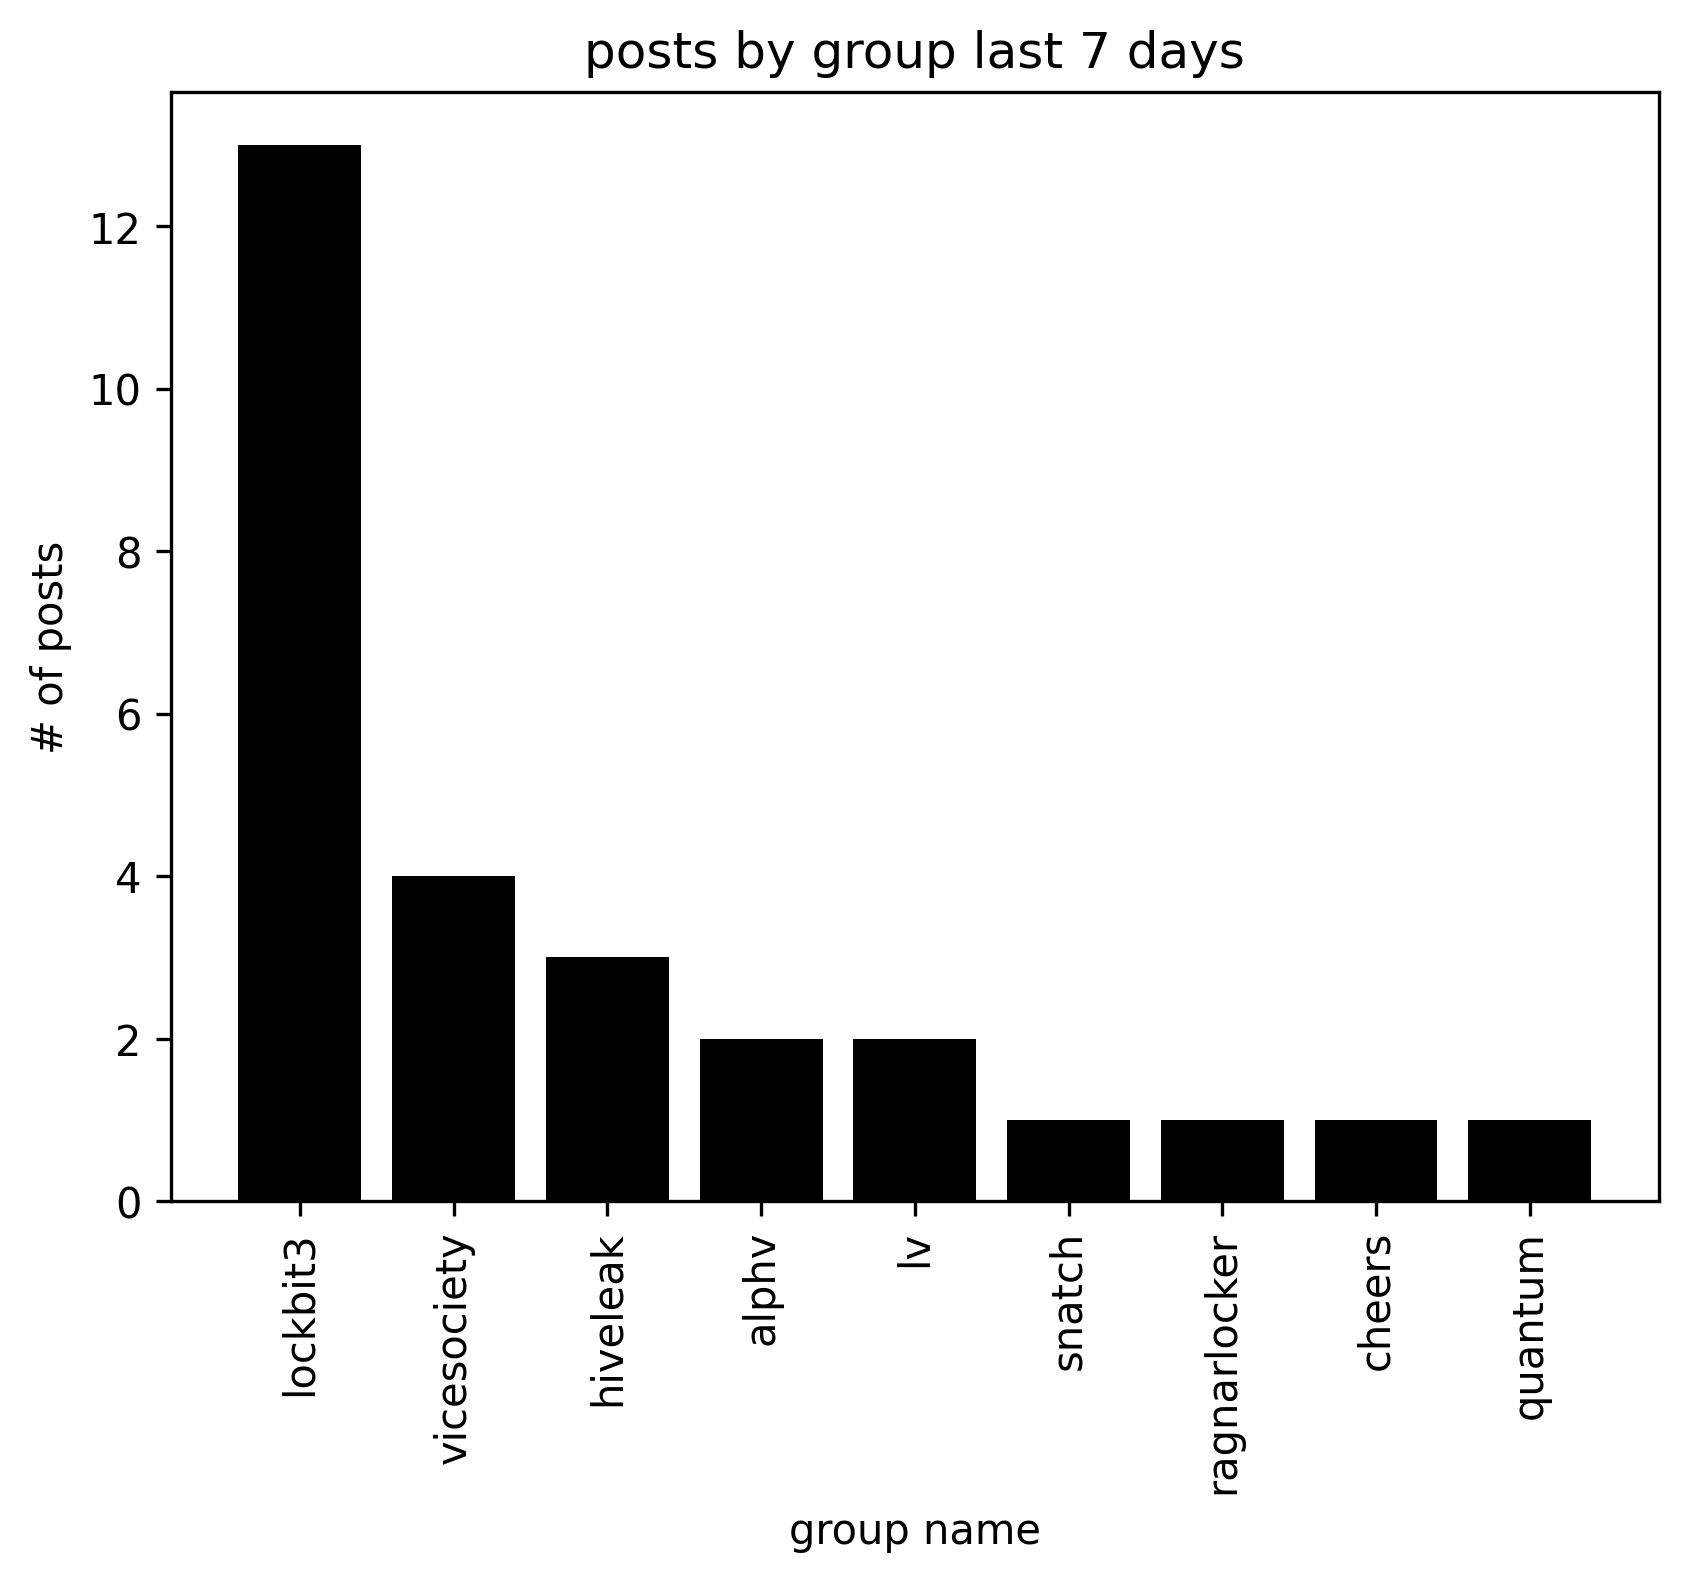 posts by group last 7 days
# of posts
12
10
8
6
4
2
0
lockbit3
vicesociety
hiveleak
alphv
lv
snatch
ragnarlocker
cheers
quantum
group name